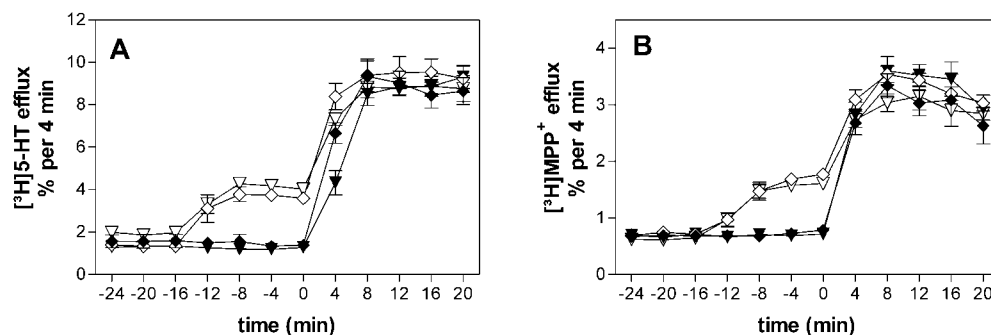 A
[³H]5-HT efflux
% per 4 min
12
10
8
6
4
2
0
-24 -20 -16 -12 -8 -4 0 4 8 12 16 20
time (min)
B
[³H]MPP⁺ efflux
% per 4 min
4
3
2
1
0
-24 -20 -16 -12 -8 -4 0 4 8 12 16 20
time (min)